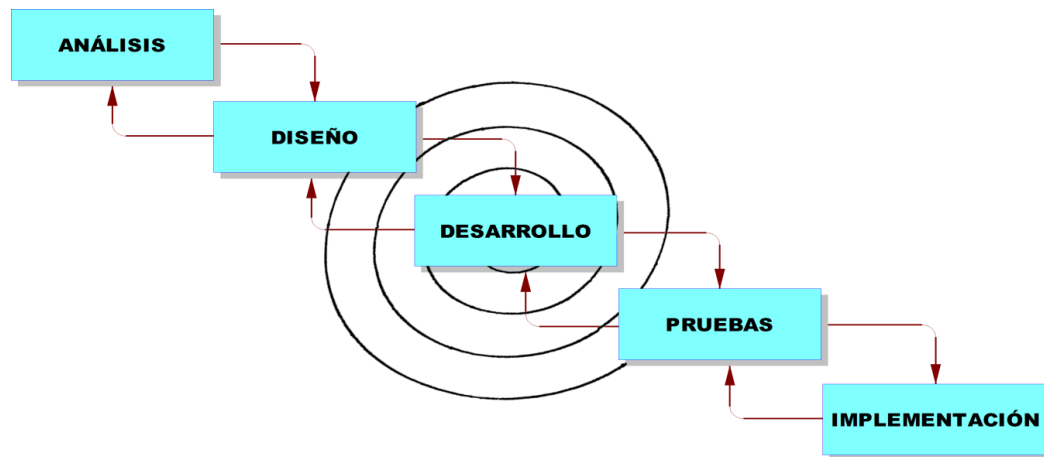 ANÁLISIS
DISEÑO
DESARROLLO
PRUEBAS
IMPLEMENTACIÓN